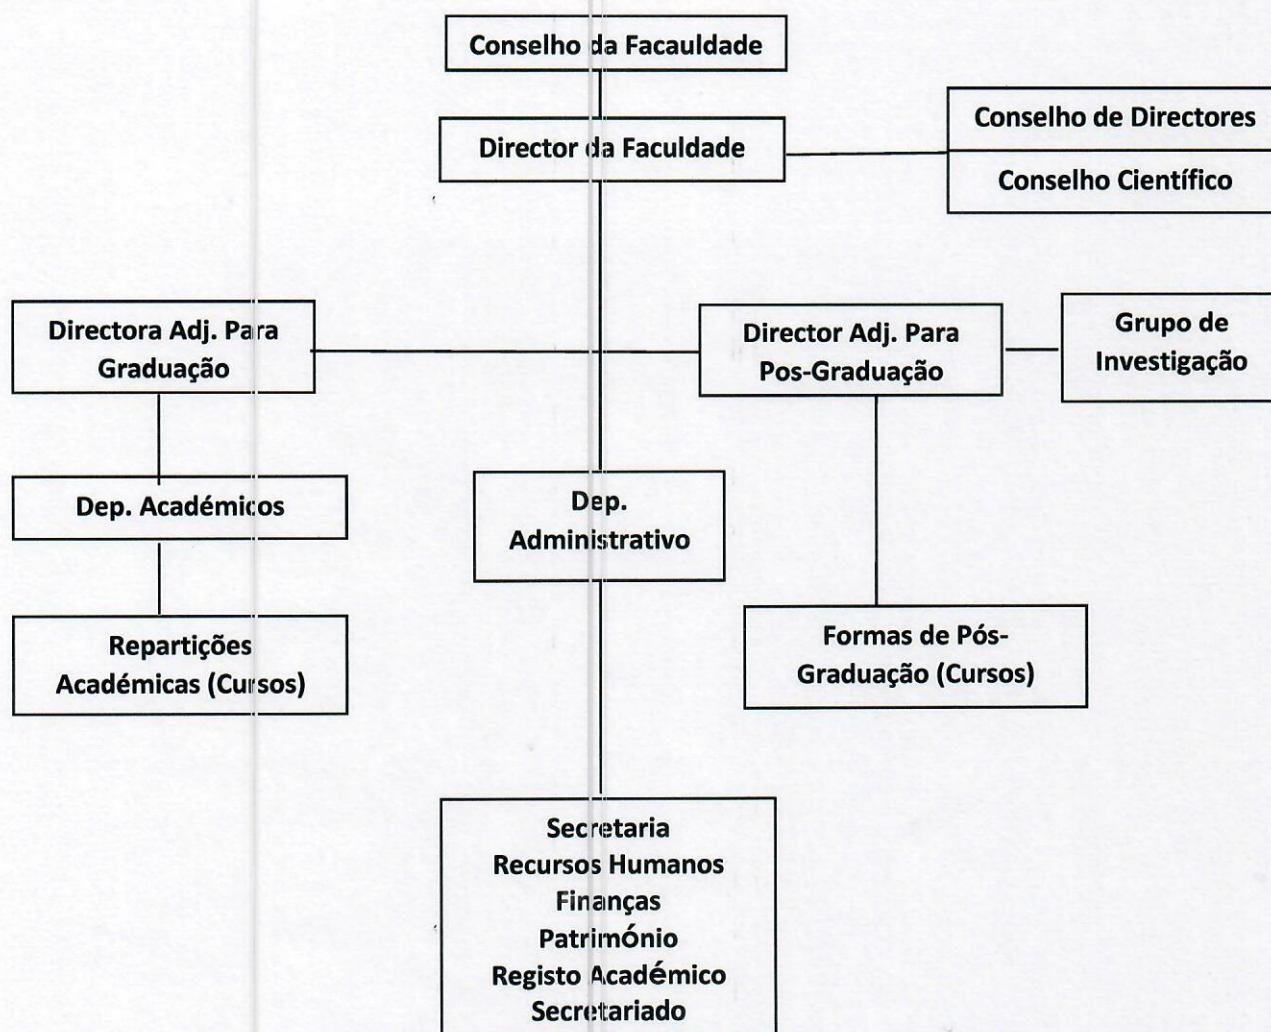 Conselho da Facauldade
Director da Faculdade
Conselho de Directores
Conselho Científico
Directora Adj. Para
Graduação
Director Adj. Para
Pos-Graduação
Grupo de
Investigação
Dep. Académicos
Dep.
Administrativo
Repartições
Académicas (Cursos)
Formas de Pós-
Graduação (Cursos)
Secretaria
Recursos Humanos
Finanças
Património
Registo Académico
Secretariado